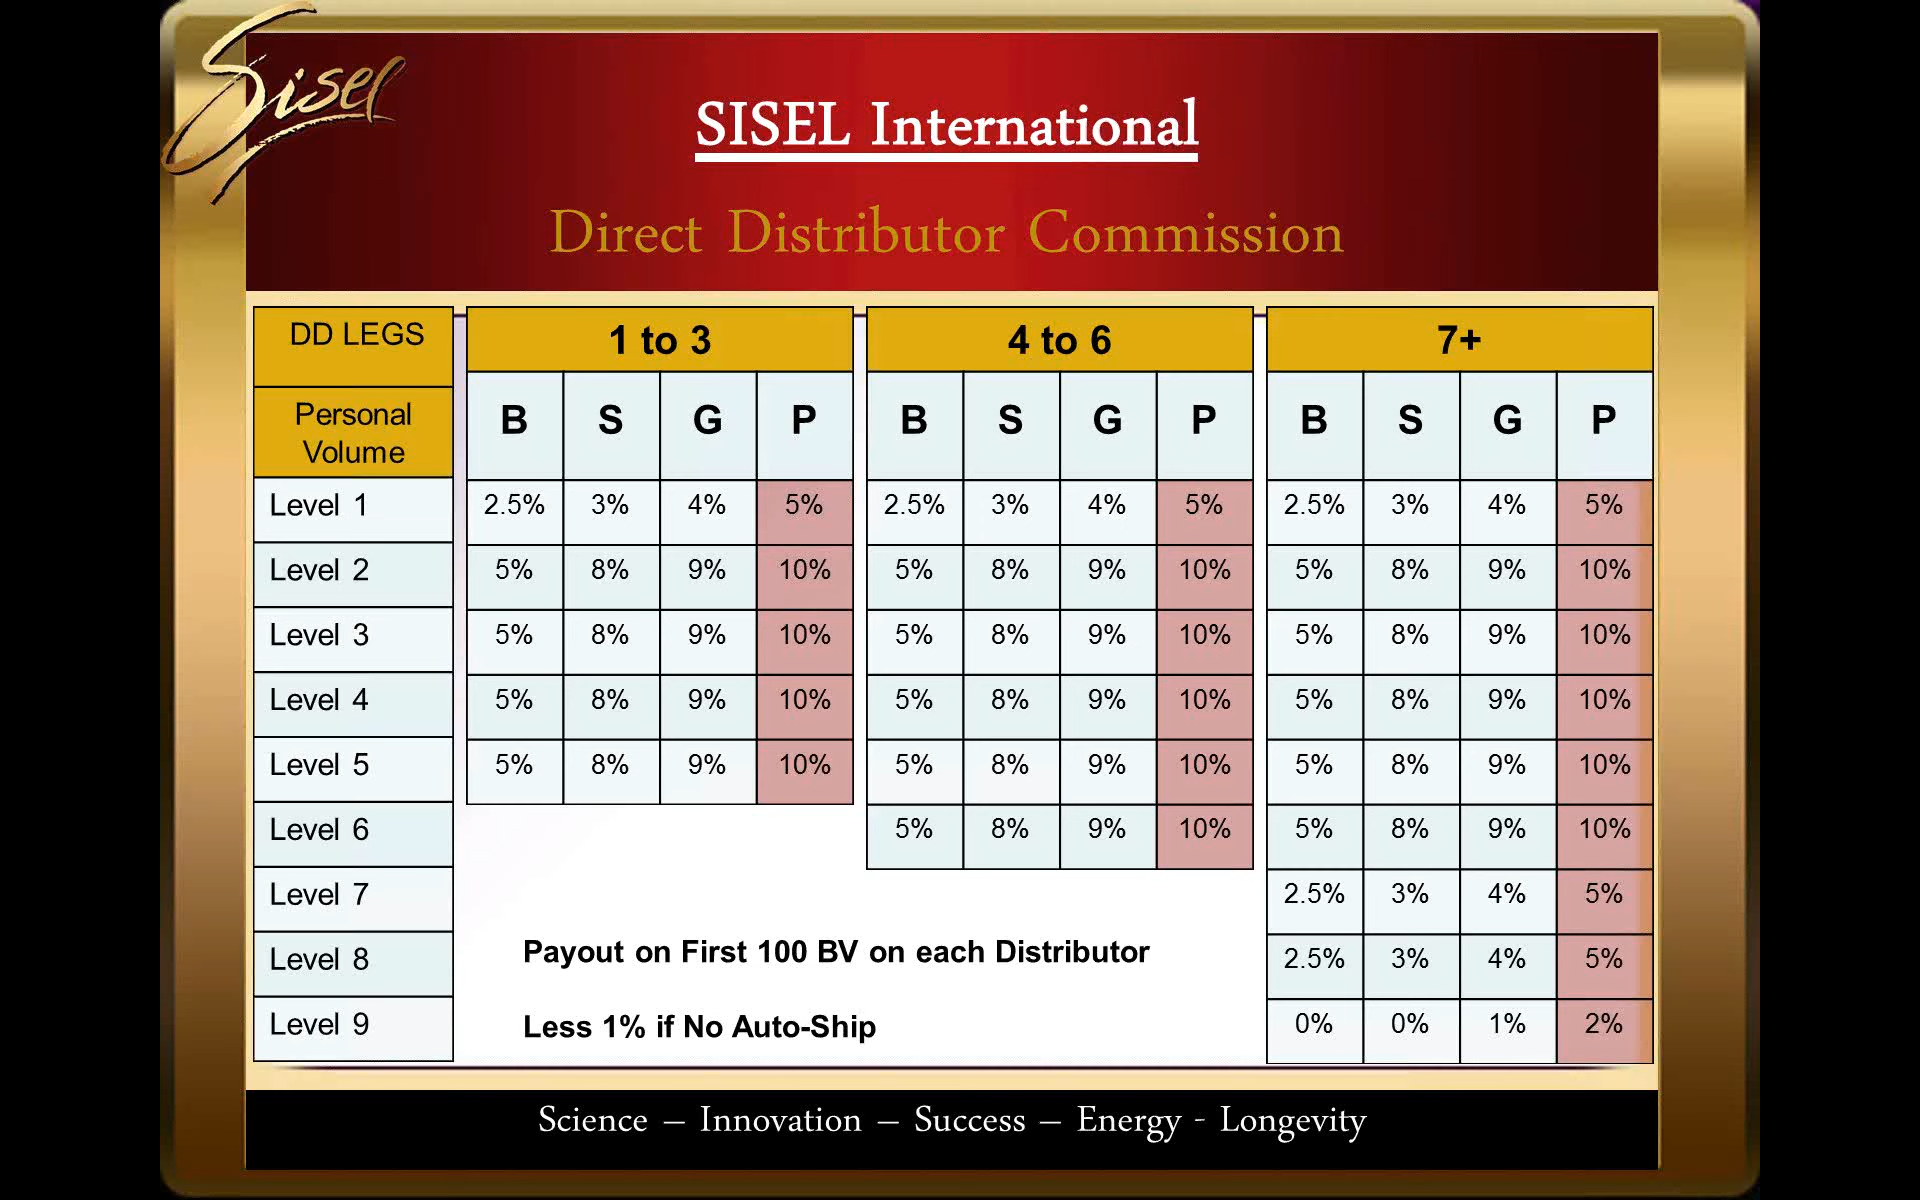 Sisel
SISEL International
Direct Distributor Commission
DD LEGS 1 to 3 4 to 6 7+
Personal Volume B S G P B S G P B S G P
Level 1 2.5% 3% 4% 5% 2.5% 3% 4% 5% 2.5% 3% 4% 5%
Level 2 5% 8% 9% 10% 5% 8% 9% 10% 5% 8% 9% 10%
Level 3 5% 8% 9% 10% 5% 8% 9% 10% 5% 8% 9% 10%
Level 4 5% 8% 9% 10% 5% 8% 9% 10% 5% 8% 9% 10%
Level 5 5% 8% 9% 10% 5% 8% 9% 10% 5% 8% 9% 10%
Level 6 5% 8% 9% 10% 5% 8% 9% 10%
Level 7 2.5% 3% 4% 5%
Payout on First 100 BV on each Distributor
Level 8 2.5% 3% 4% 5%
Level 9 0% 0% 1% 2%
Less 1% if No Auto-Ship
Science – Innovation – Success – Energy - Longevity